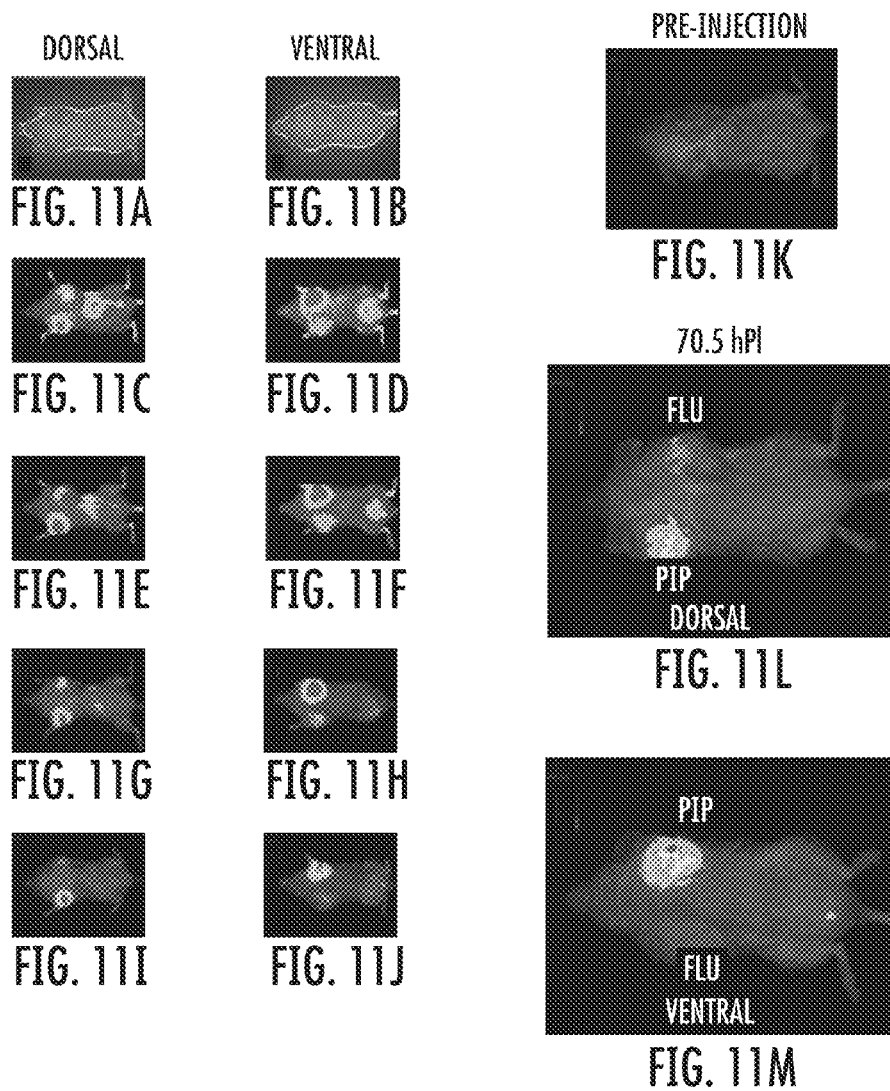 DORSAL
VENTRAL
FIG. 11A
FIG. 11B
FIG. 11C
FIG. 11D
FIG. 11E
FIG. 11F
FIG. 11G
FIG. 11H
FIG. 11I
FIG. 11J
PRE-INJECTION
FIG. 11K
70.5 hPI
FLU
PIP
DORSAL
FIG. 11L
PIP
FLU
VENTRAL
FIG. 11M